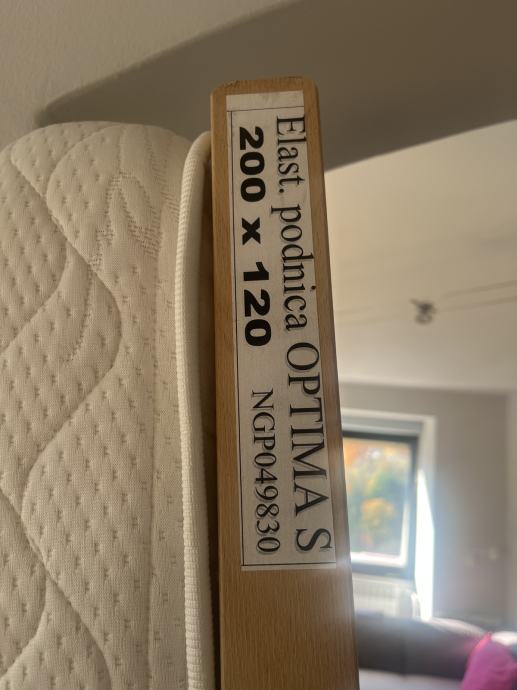 Elast. podnica OPTIMA S
200 x 120 NGP049830